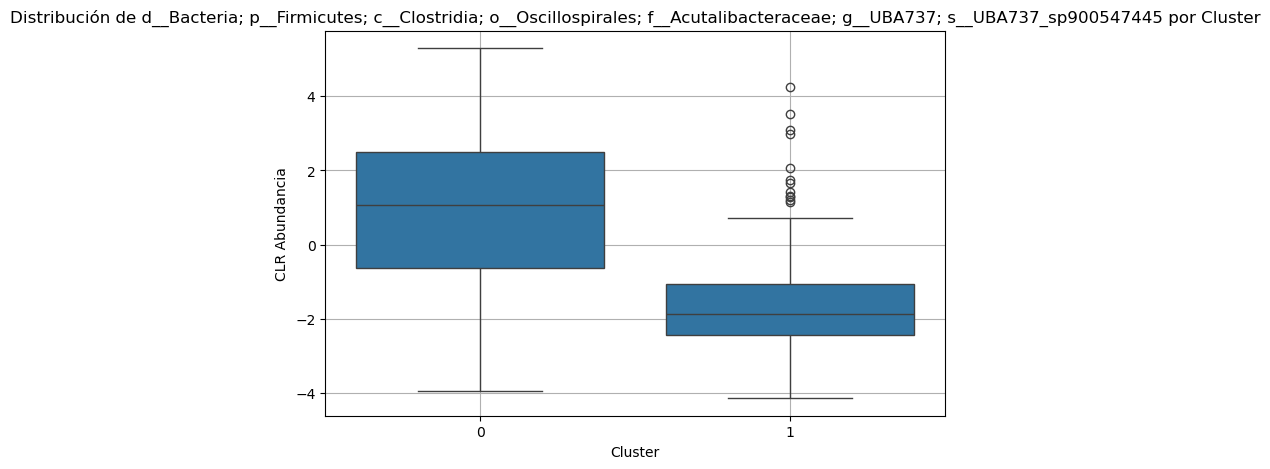 Distribución de d__Bacteria; p__Firmicutes; c__Clostridia; o__Oscillospirales; f__Acutalibacteraceae; g__UBA737; s__UBA737_sp900547445 por Cluster
CLR Abundancia
4
2
0
−2
−4
0
1
Cluster